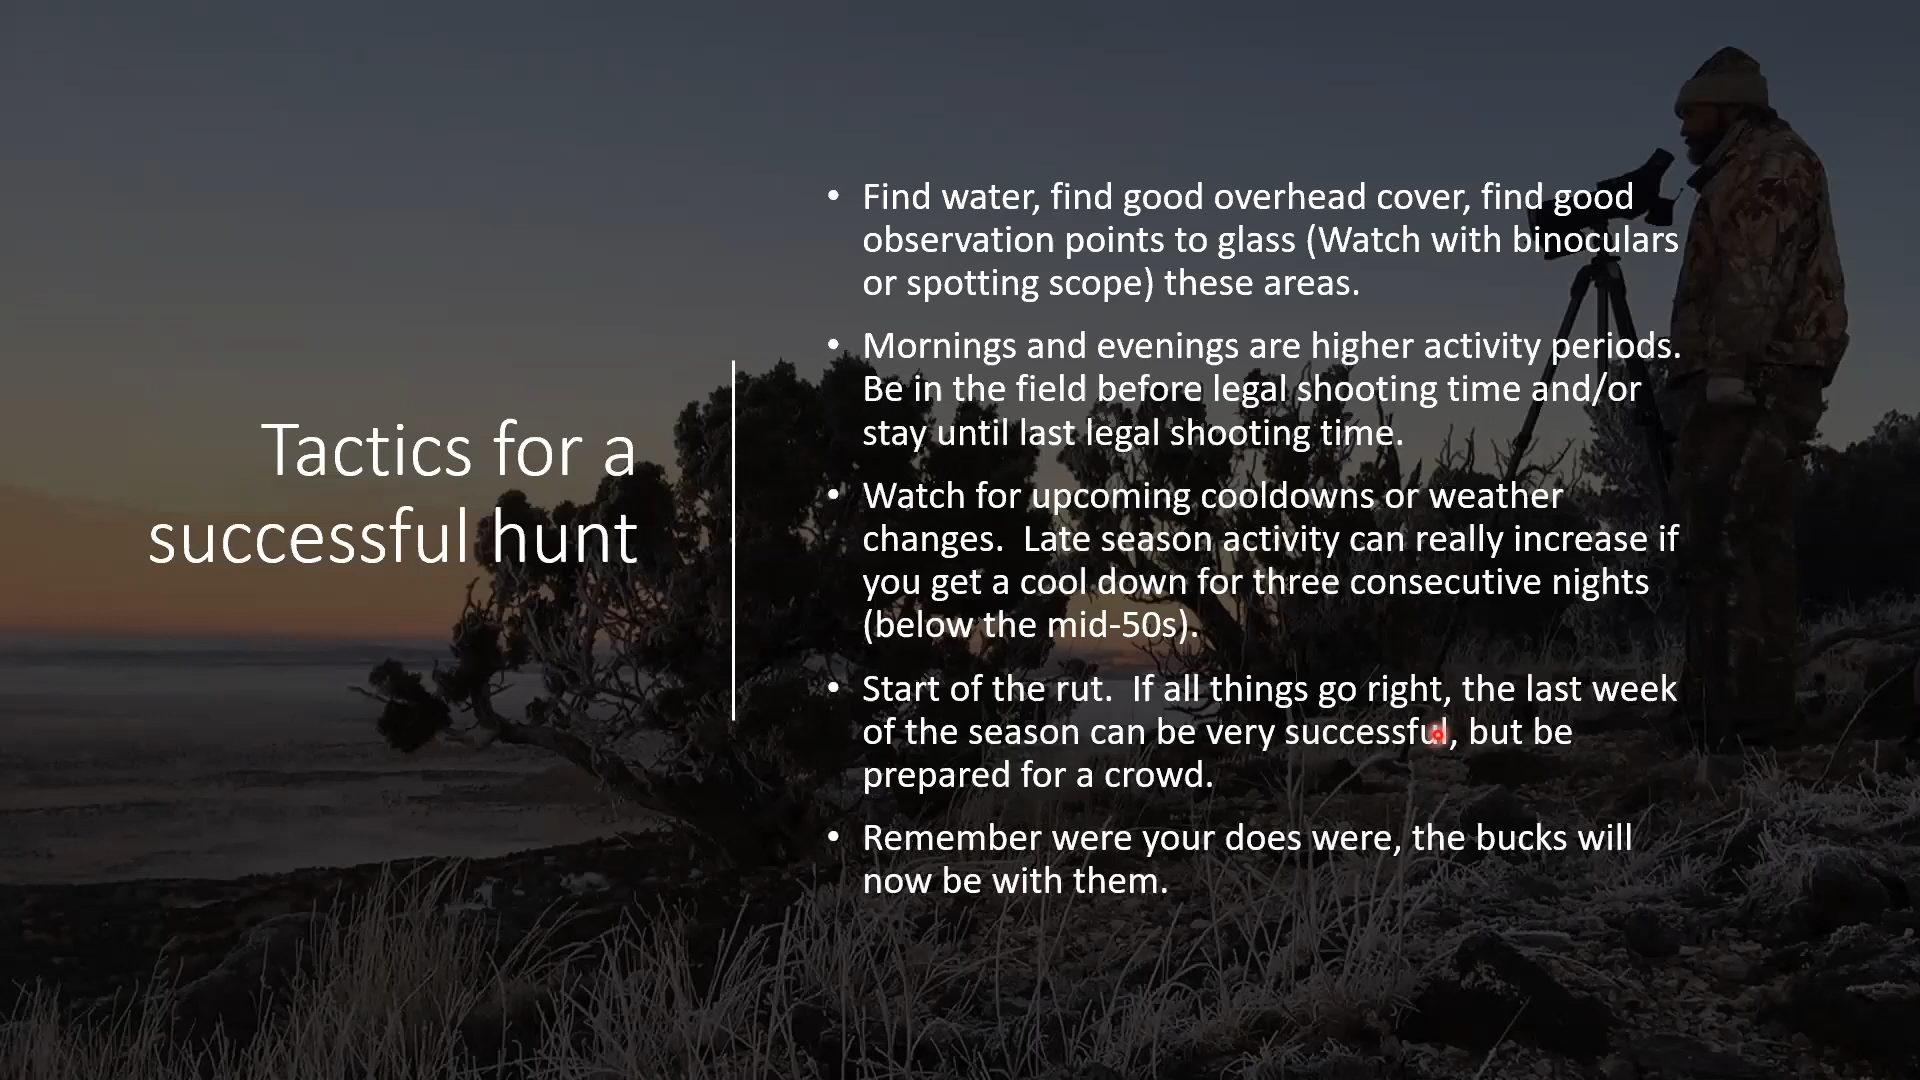 Tactics for a
successful hunt
• Find water, find good overhead cover, find good
observation points to glass (Watch with binoculars
or spotting scope) these areas.
• Mornings and evenings are higher activity periods.
Be in the field before legal shooting time and/or
stay until last legal shooting time.
• Watch for upcoming cooldowns or weather
changes.  Late season activity can really increase if
you get a cool down for three consecutive nights
(below the mid-50s).
• Start of the rut.  If all things go right, the last week
of the season can be very successful, but be
prepared for a crowd.
• Remember were your does were, the bucks will
now be with them.